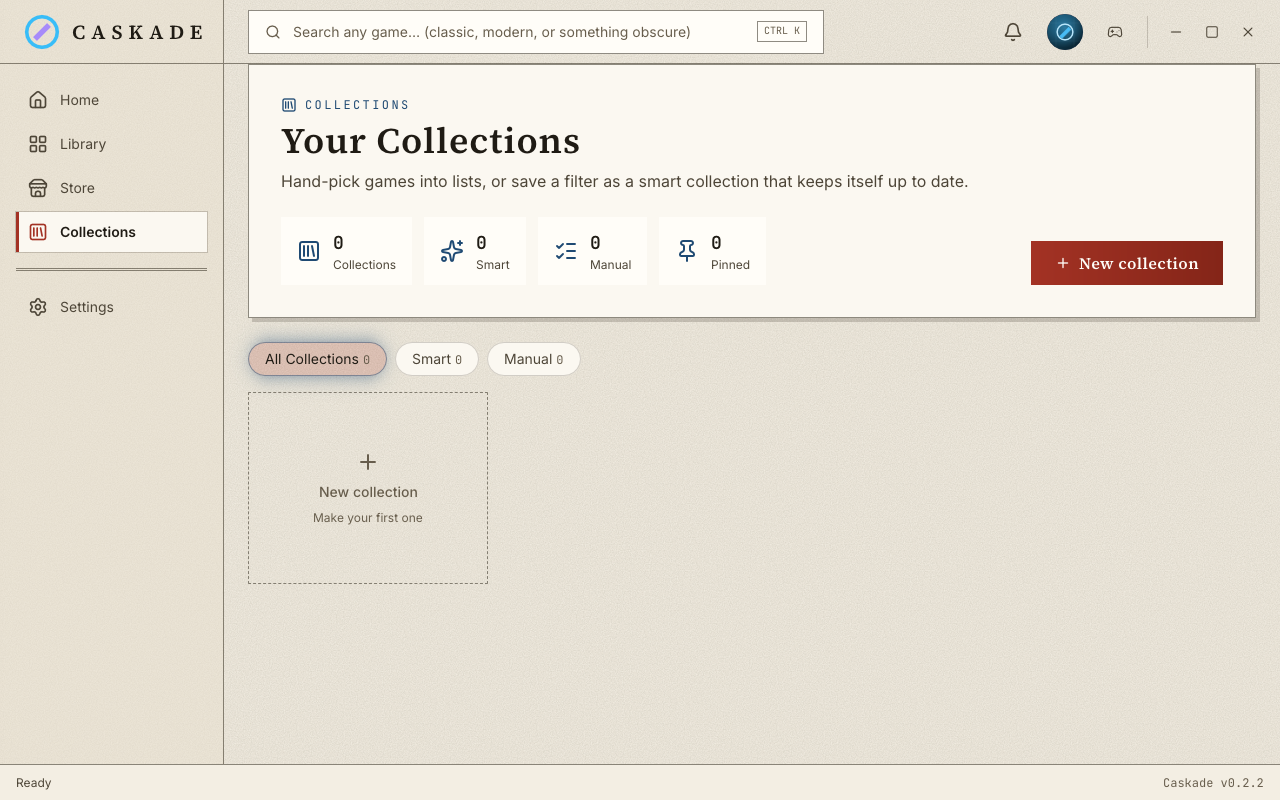 CASKADE
Search any game... (classic, modern, or something obscure)
CTRL K
Home
Library
Store
Collections
Settings
COLLECTIONS
Your Collections
Hand-pick games into lists, or save a filter as a smart collection that keeps itself up to date.
0
Collections
0
Smart
0
Manual
0
Pinned
New collection
All Collections 0
Smart 0
Manual 0
New collection
Make your first one
Ready
Caskade v0.2.2